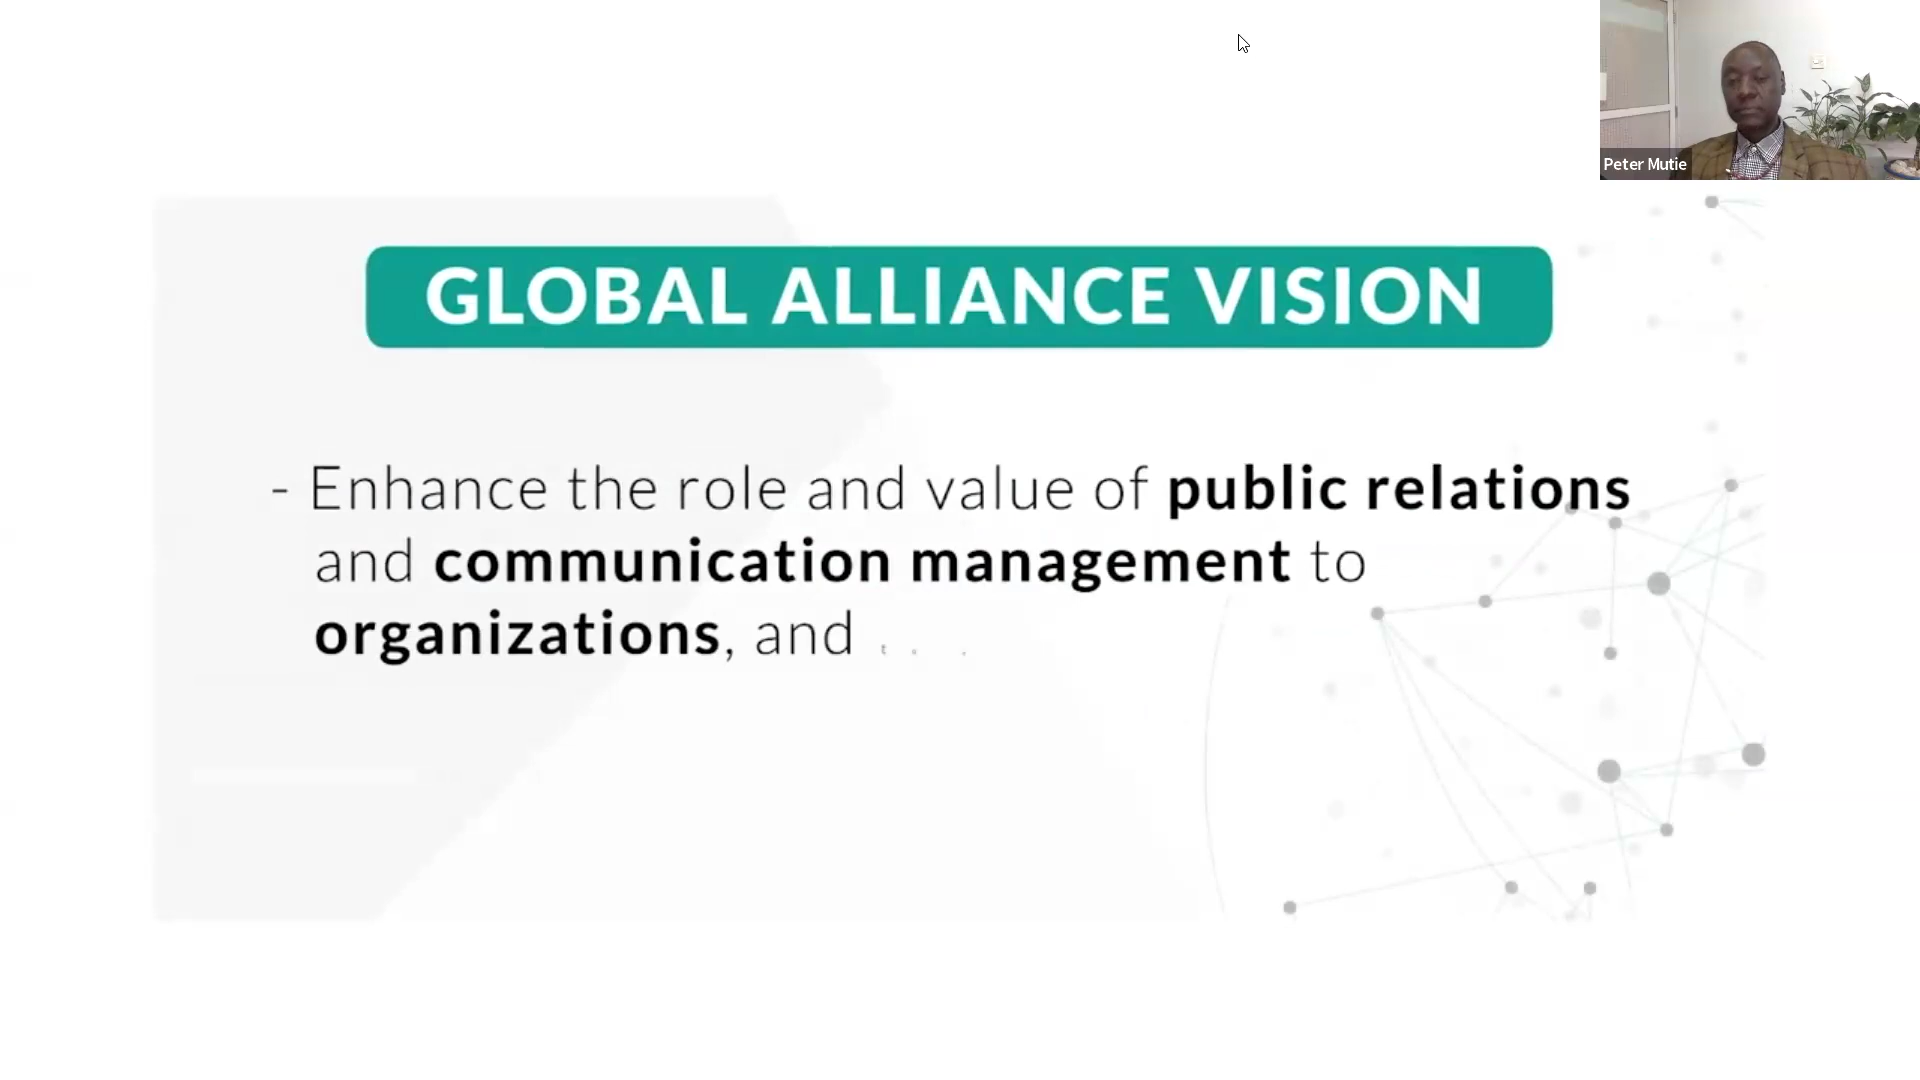 Peter Mutie
GLOBAL ALLIANCE VISION
- Enhance the role and value of public relations
and communication management to
organizations, and